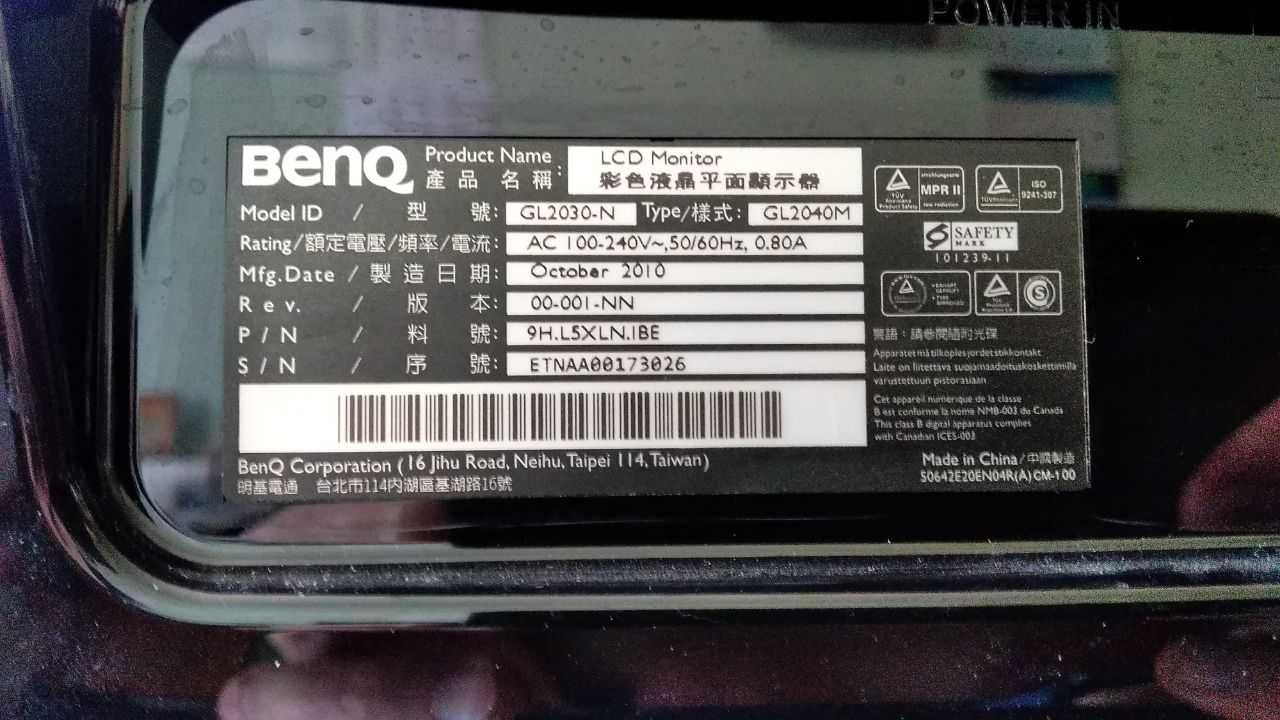 POWER IN
BenQ
Product Name : LCD Monitor
產品名稱 彩色液晶平面顯示器
Model ID / 型 號: GL2030-N Type/樣式: GL2040M
Rating/額定電壓/頻率/電流: AC 100-240V~,50/60Hz, 0.80A
Mfg.Date / 製造日期: October 2010
Rev. / 版 本: 00-001-NN
P/N / 料 號: 9H.L5XLN.IBE
S/N / 序 號: ETNAA00173026
BenQ Corporation (16 Jihu Road, Neihu, Taipei 114, Taiwan)
明基電通 台北市114內湖區基湖路16號
TÜV
Rheinland
Product Safety
MPR II
low radiation
ISO
9241-307
SAFETY
MARK
101239-11
S
警語：請參閱隨附光碟
Apparatet må tilkoples jordet stikkontakt
Laite on liitettävä suojamaadoituskoskettimilla
varustettuun pistorasiaan
Cet appareil numérique de la classe
B est conforme la norme NMB-003 du Canada
This class B digital apparatus complies
with Canadian ICES-003
Made in China/中國製造
50642E20EN04R(A)CM-100